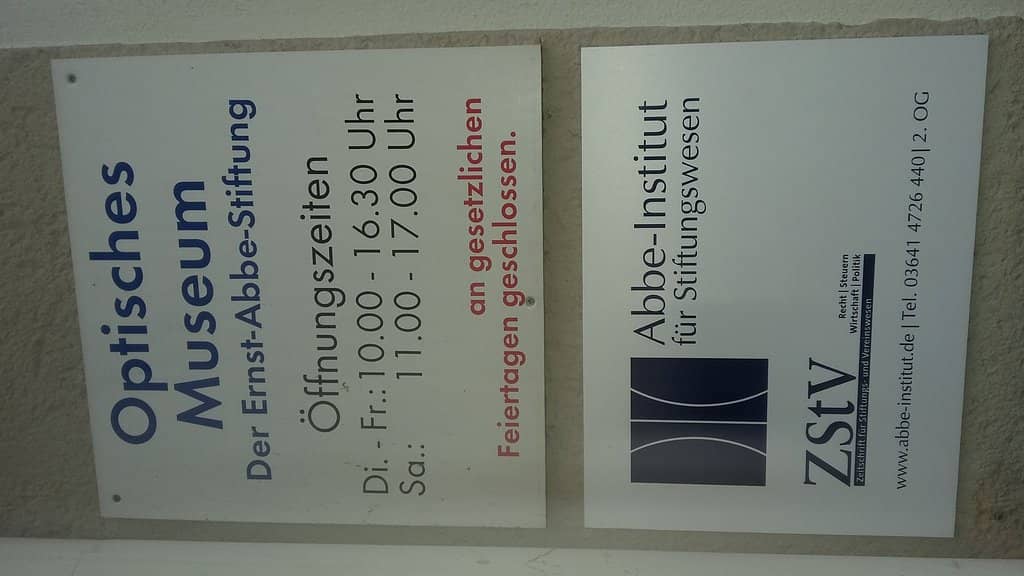 Optisches
Museum
Der Ernst-Abbe-Stiftung
Öffnungszeiten
Di. - Fr.: 10.00 - 16.30 Uhr
Sa.: 11.00 - 17.00 Uhr
an gesetzlichen
Feiertagen geschlossen.
Abbe-Institut
für Stiftungswesen
ZStV
Recht | Steuern
Wirtschaft | Politik
Zeitschrift für Stiftungs- und Vereinswesen
www.abbe-institut.de | Tel. 03641 4726 440 | 2. OG